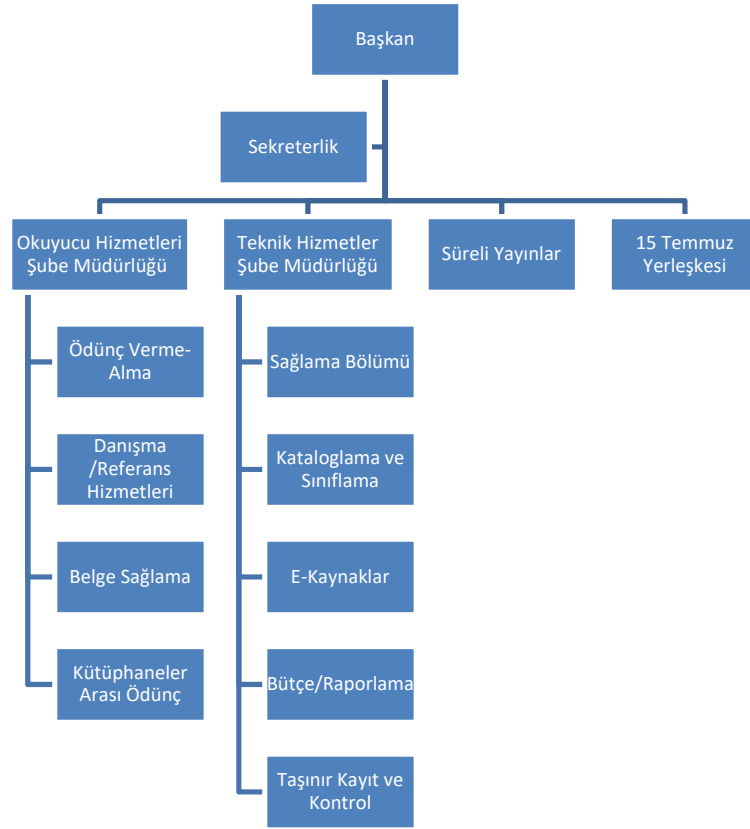 Başkan
Sekreterlik
Okuyucu Hizmetleri
Şube Müdürlüğü
Teknik Hizmetler
Şube Müdürlüğü
Süreli Yayınlar
15 Temmuz
Yerleşkesi
Ödünç Verme-
Alma
Danışma
/Referans
Hizmetleri
Belge Sağlama
Kütüphaneler
Arası Ödünç
Sağlama Bölümü
Kataloglama ve
Sınıflama
E-Kaynaklar
Bütçe/Raporlama
Taşınır Kayıt ve
Kontrol